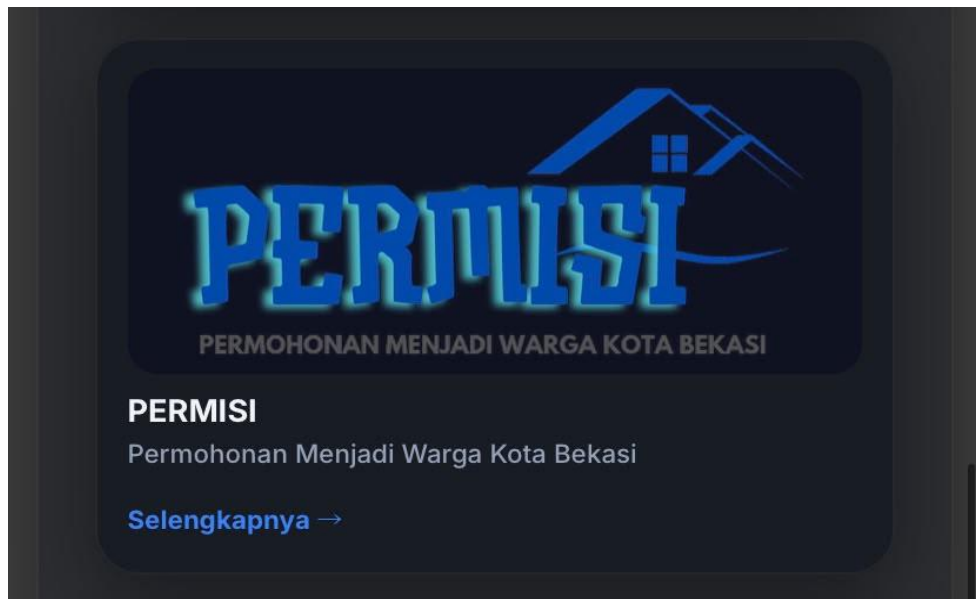 PERMISI
PERMOHONAN MENJADI WARGA KOTA BEKASI
PERMISI
Permohonan Menjadi Warga Kota Bekasi
Selengkapnya →